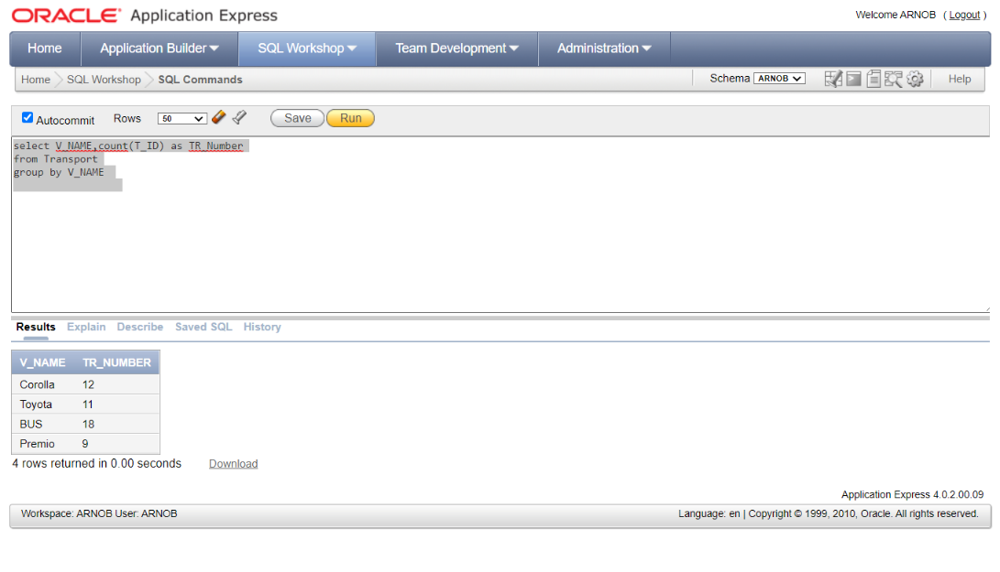 ORACLE Application Express
Welcome ARNOB ( Logout )
Home Application Builder SQL Workshop Team Development Administration
Home SQL Workshop SQL Commands Schema ARNOB Help
Autocommit Rows 50 Save Run
select V_NAME,count(T_ID) as TR_Number
from Transport
group by V_NAME
Results Explain Describe Saved SQL History
V_NAME TR_NUMBER
Corolla 12
Toyota 11
BUS 18
Premio 9
4 rows returned in 0.00 seconds Download
Application Express 4.0.2.00.09
Workspace: ARNOB User: ARNOB Language: en | Copyright © 1999, 2010, Oracle. All rights reserved.